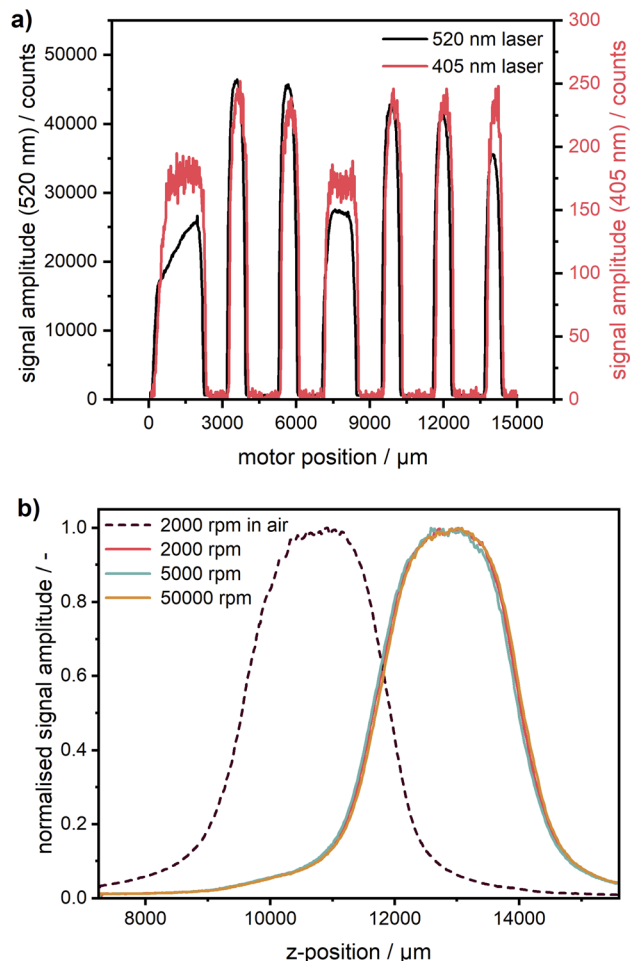 a)
520 nm laser
405 nm laser
signal amplitude (520 nm) / counts
50000
40000
30000
20000
10000
0
signal amplitude (405 nm) / counts
300
250
200
150
100
50
0
0 3000 6000 9000 12000 15000
motor position / µm
b)
2000 rpm in air
2000 rpm
5000 rpm
50000 rpm
normalised signal amplitude / -
1.0
0.8
0.6
0.4
0.2
0.0
8000 10000 12000 14000
z-position / µm